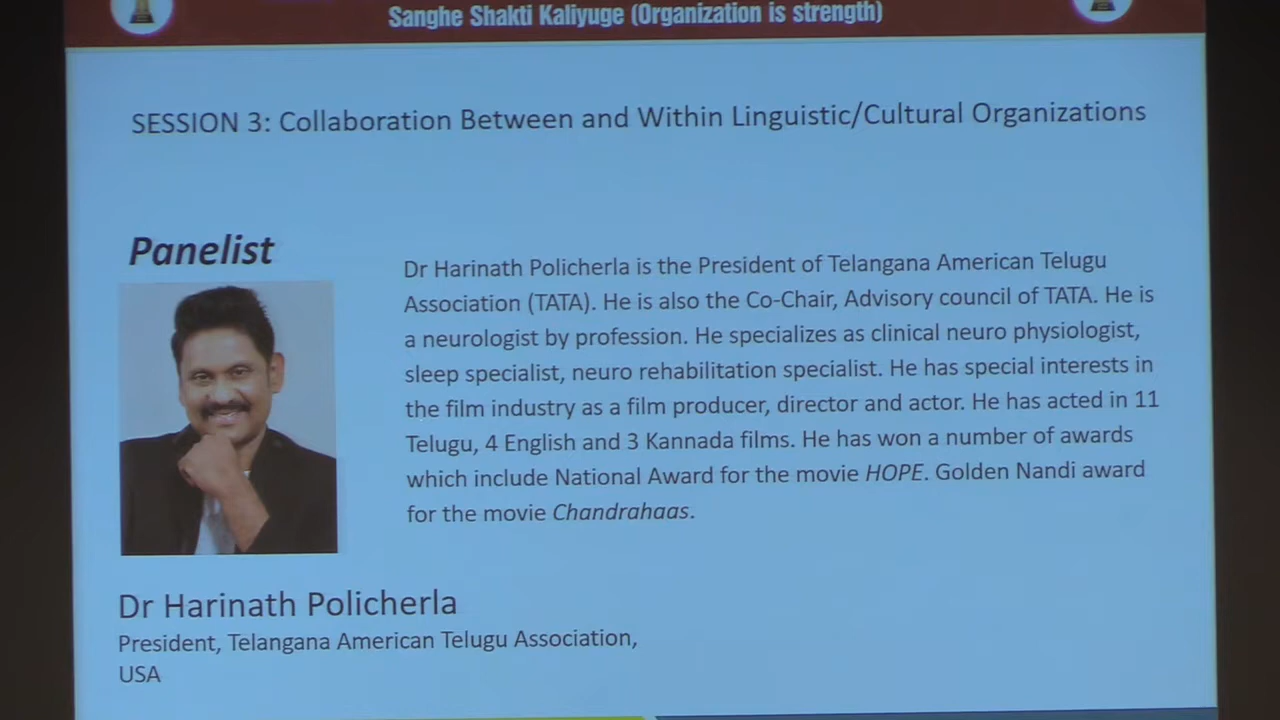 Sanghe Shakti Kaliyuge (Organization is strength)
SESSION 3: Collaboration Between and Within Linguistic/Cultural Organizations
Panelist
Dr Harinath Policherla is the President of Telangana American Telugu
Association (TATA). He is also the Co-Chair, Advisory council of TATA. He is
a neurologist by profession. He specializes as clinical neuro physiologist,
sleep specialist, neuro rehabilitation specialist. He has special interests in
the film industry as a film producer, director and actor. He has acted in 11
Telugu, 4 English and 3 Kannada films. He has won a number of awards
which include National Award for the movie HOPE. Golden Nandi award
for the movie Chandrahaas.
Dr Harinath Policherla
President, Telangana American Telugu Association,
USA